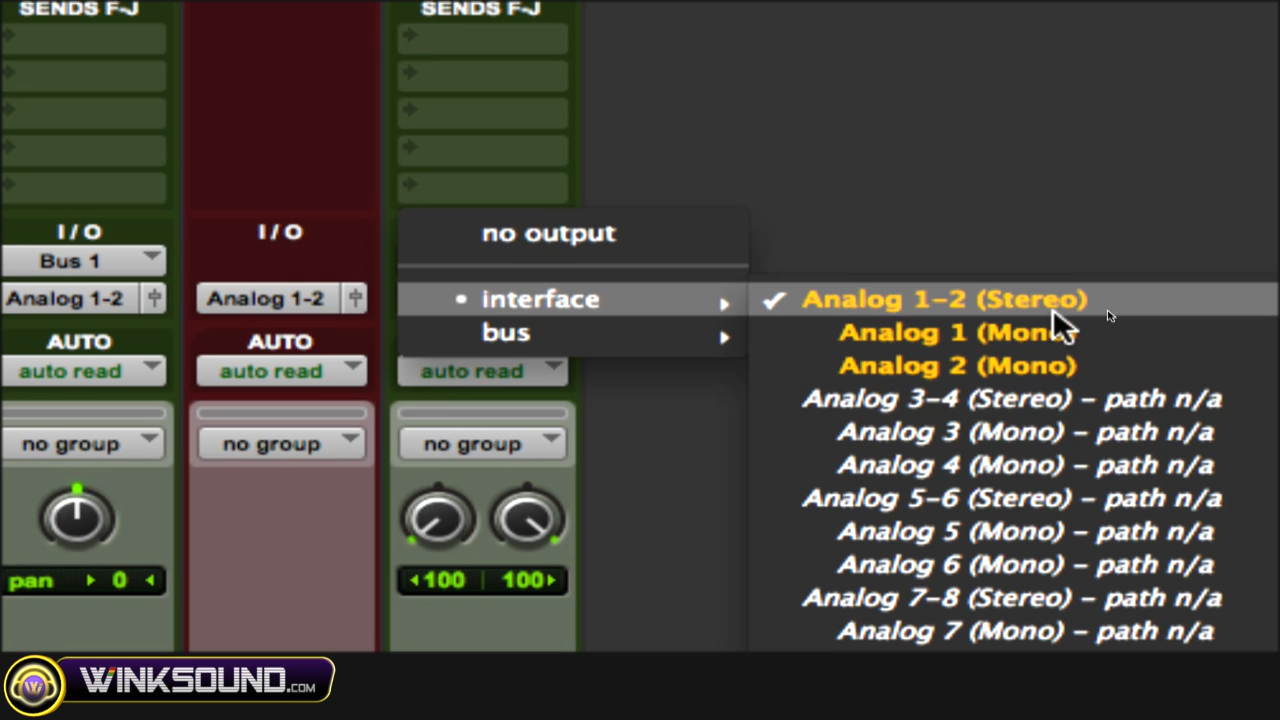 SENDS F-J
SENDS F-J
I / O
I / O
Bus 1
Analog 1-2
Analog 1-2
AUTO
AUTO
auto read
auto read
auto read
no group
no group
no group
pan
0
100
100
no output
interface
bus
Analog 1-2 (Stereo)
Analog 1 (Mono)
Analog 2 (Mono)
Analog 3-4 (Stereo) - path n/a
Analog 3 (Mono) - path n/a
Analog 4 (Mono) - path n/a
Analog 5-6 (Stereo) - path n/a
Analog 5 (Mono) - path n/a
Analog 6 (Mono) - path n/a
Analog 7-8 (Stereo) - path n/a
Analog 7 (Mono) - path n/a
WINKSOUND.COM